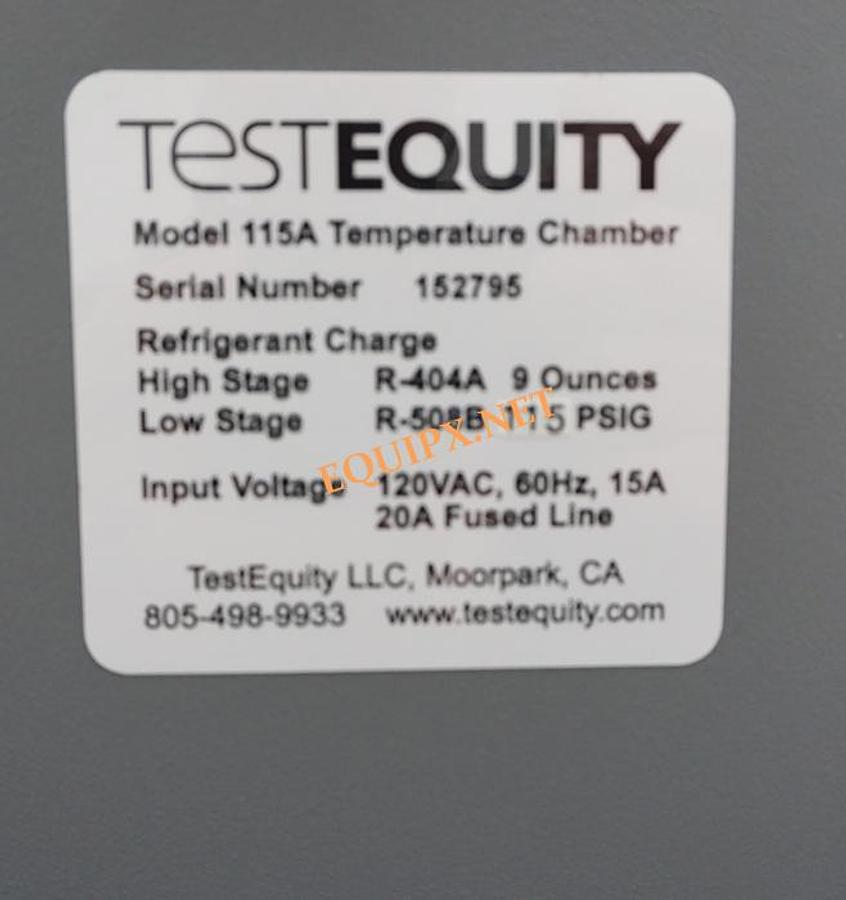 TESTEQUITY
Model 115A Temperature Chamber
Serial Number 152795
Refrigerant Charge
High Stage R-404A 9 Ounces
Low Stage R-508B 115 PSIG
EQUIPX.NET
Input Voltage 120VAC, 60Hz, 15A
20A Fused Line
TestEquity LLC, Moorpark, CA
805-498-9933 www.testequity.com